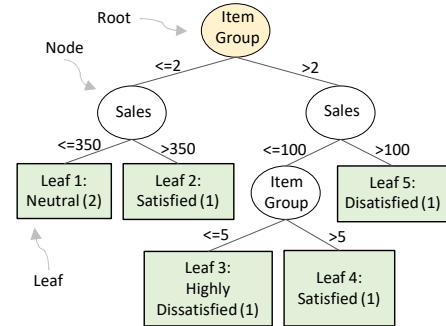 Root
Item
Group
Node
<=2
>2
Sales
Sales
<=350
>350
<=100
>100
Leaf 1:
Neutral (2)
Leaf 2:
Satisfied (1)
Item
Group
Leaf 5:
Disatisfied (1)
<=5
>5
Leaf
Leaf 3:
Highly
Dissatisfied (1)
Leaf 4:
Satisfied (1)